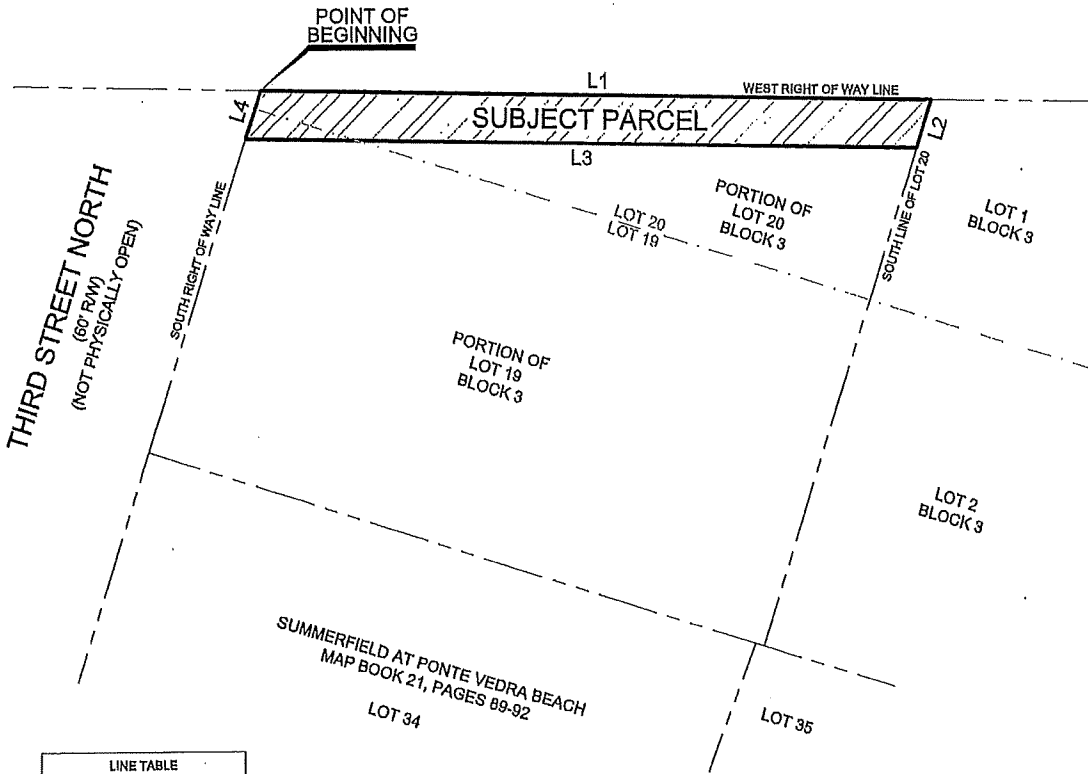 POINT OF
BEGINNING
L1
WEST RIGHT OF WAY LINE
L4
SUBJECT PARCEL
L2
L3
SOUTH RIGHT OF WAY LINE
THIRD STREET NORTH
(60' R/W)
(NOT PHYSICALLY OPEN)
LOT 20
LOT 19
PORTION OF
LOT 20
BLOCK 3
SOUTH LINE OF LOT 20
LOT 1
BLOCK 3
PORTION OF
LOT 19
BLOCK 3
LOT 2
BLOCK 3
SUMMERFIELD AT PONTE VEDRA BEACH
MAP BOOK 21, PAGES 89-92
LOT 34
LOT 35
LINE TABLE